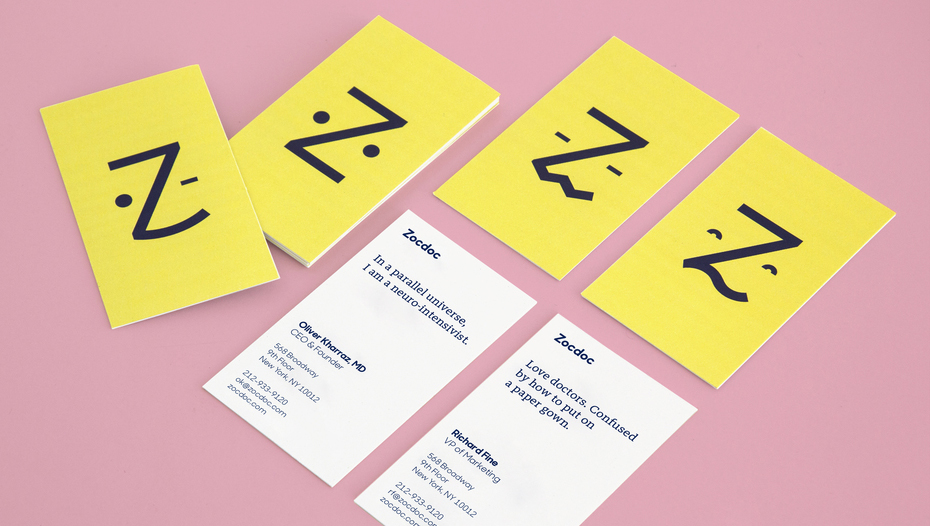 Z
Z
Z
Z
Zocdoc
In a parallel universe,
I am a neuro-intensivist.
Oliver Kharraz, MD
CEO & Founder
568 Broadway
9th Floor
New York, NY 10012
212-933-9120
ok@zocdoc.com
zocdoc.com
Zocdoc
Love doctors. Confused
by how to put on
a paper gown.
Richard Fine
VP of Marketing
568 Broadway
9th Floor
New York, NY 10012
212-933-9120
rf@zocdoc.com
zocdoc.com